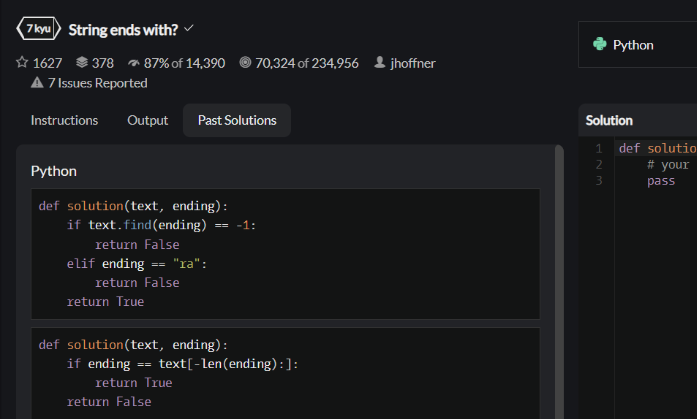 7 kyu String ends with?
1627 378 87% of 14,390 70,324 of 234,956 jhoffner
7 Issues Reported
Instructions Output Past Solutions
Python
def solution(text, ending):
    if text.find(ending) == -1:
        return False
    elif ending == "ra":
        return False
    return True
def solution(text, ending):
    if ending == text[-len(ending):]:
        return True
    return False
Python
Solution
1 def solutio
2     # your
3     pass